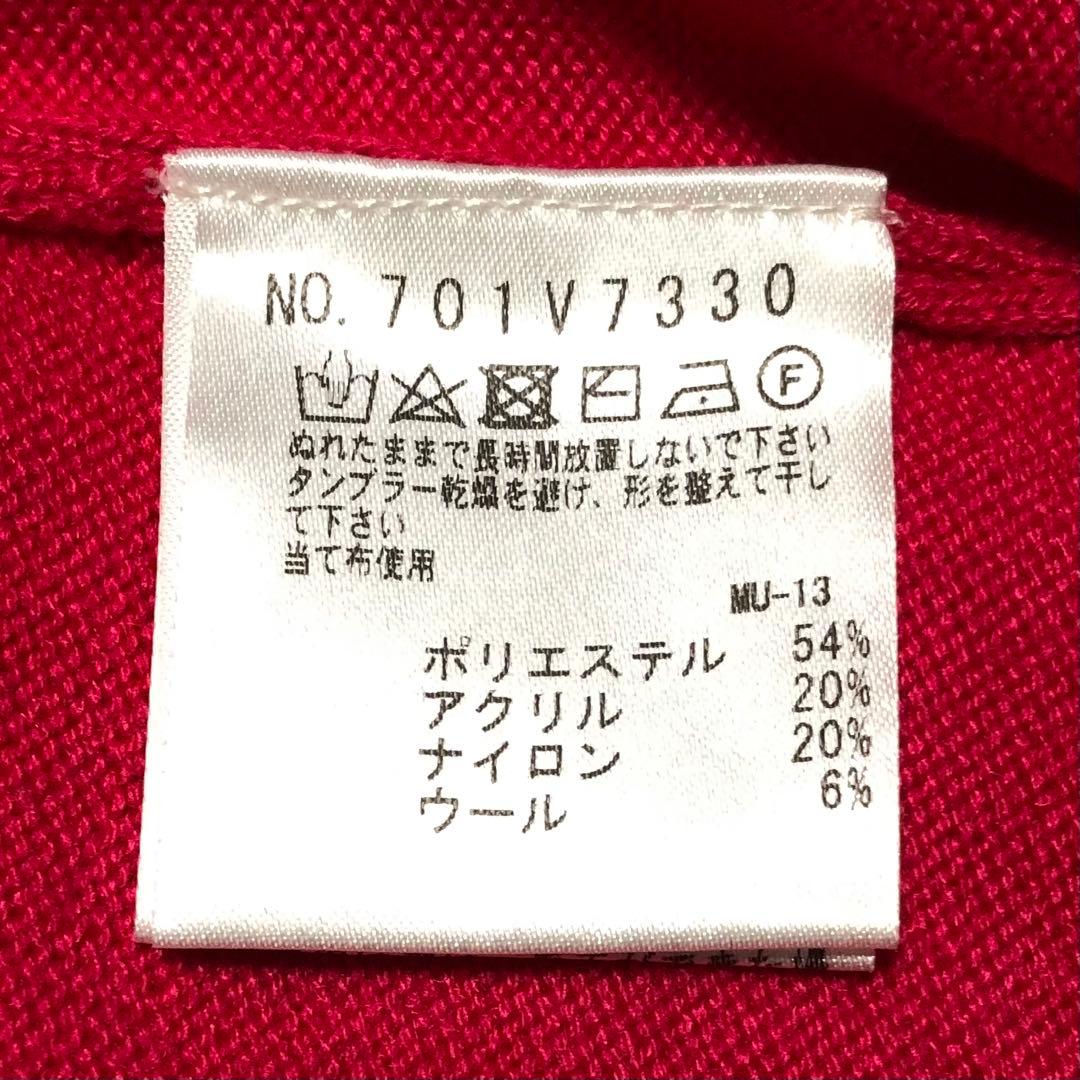 NO. 701V7330
F
ぬれたままで長時間放置しないで下さい
タンブラー乾燥を避け、形を整えて干し
て下さい
当て布使用
MU-13
ポリエステル 54%
アクリル 20%
ナイロン 20%
ウール 6%